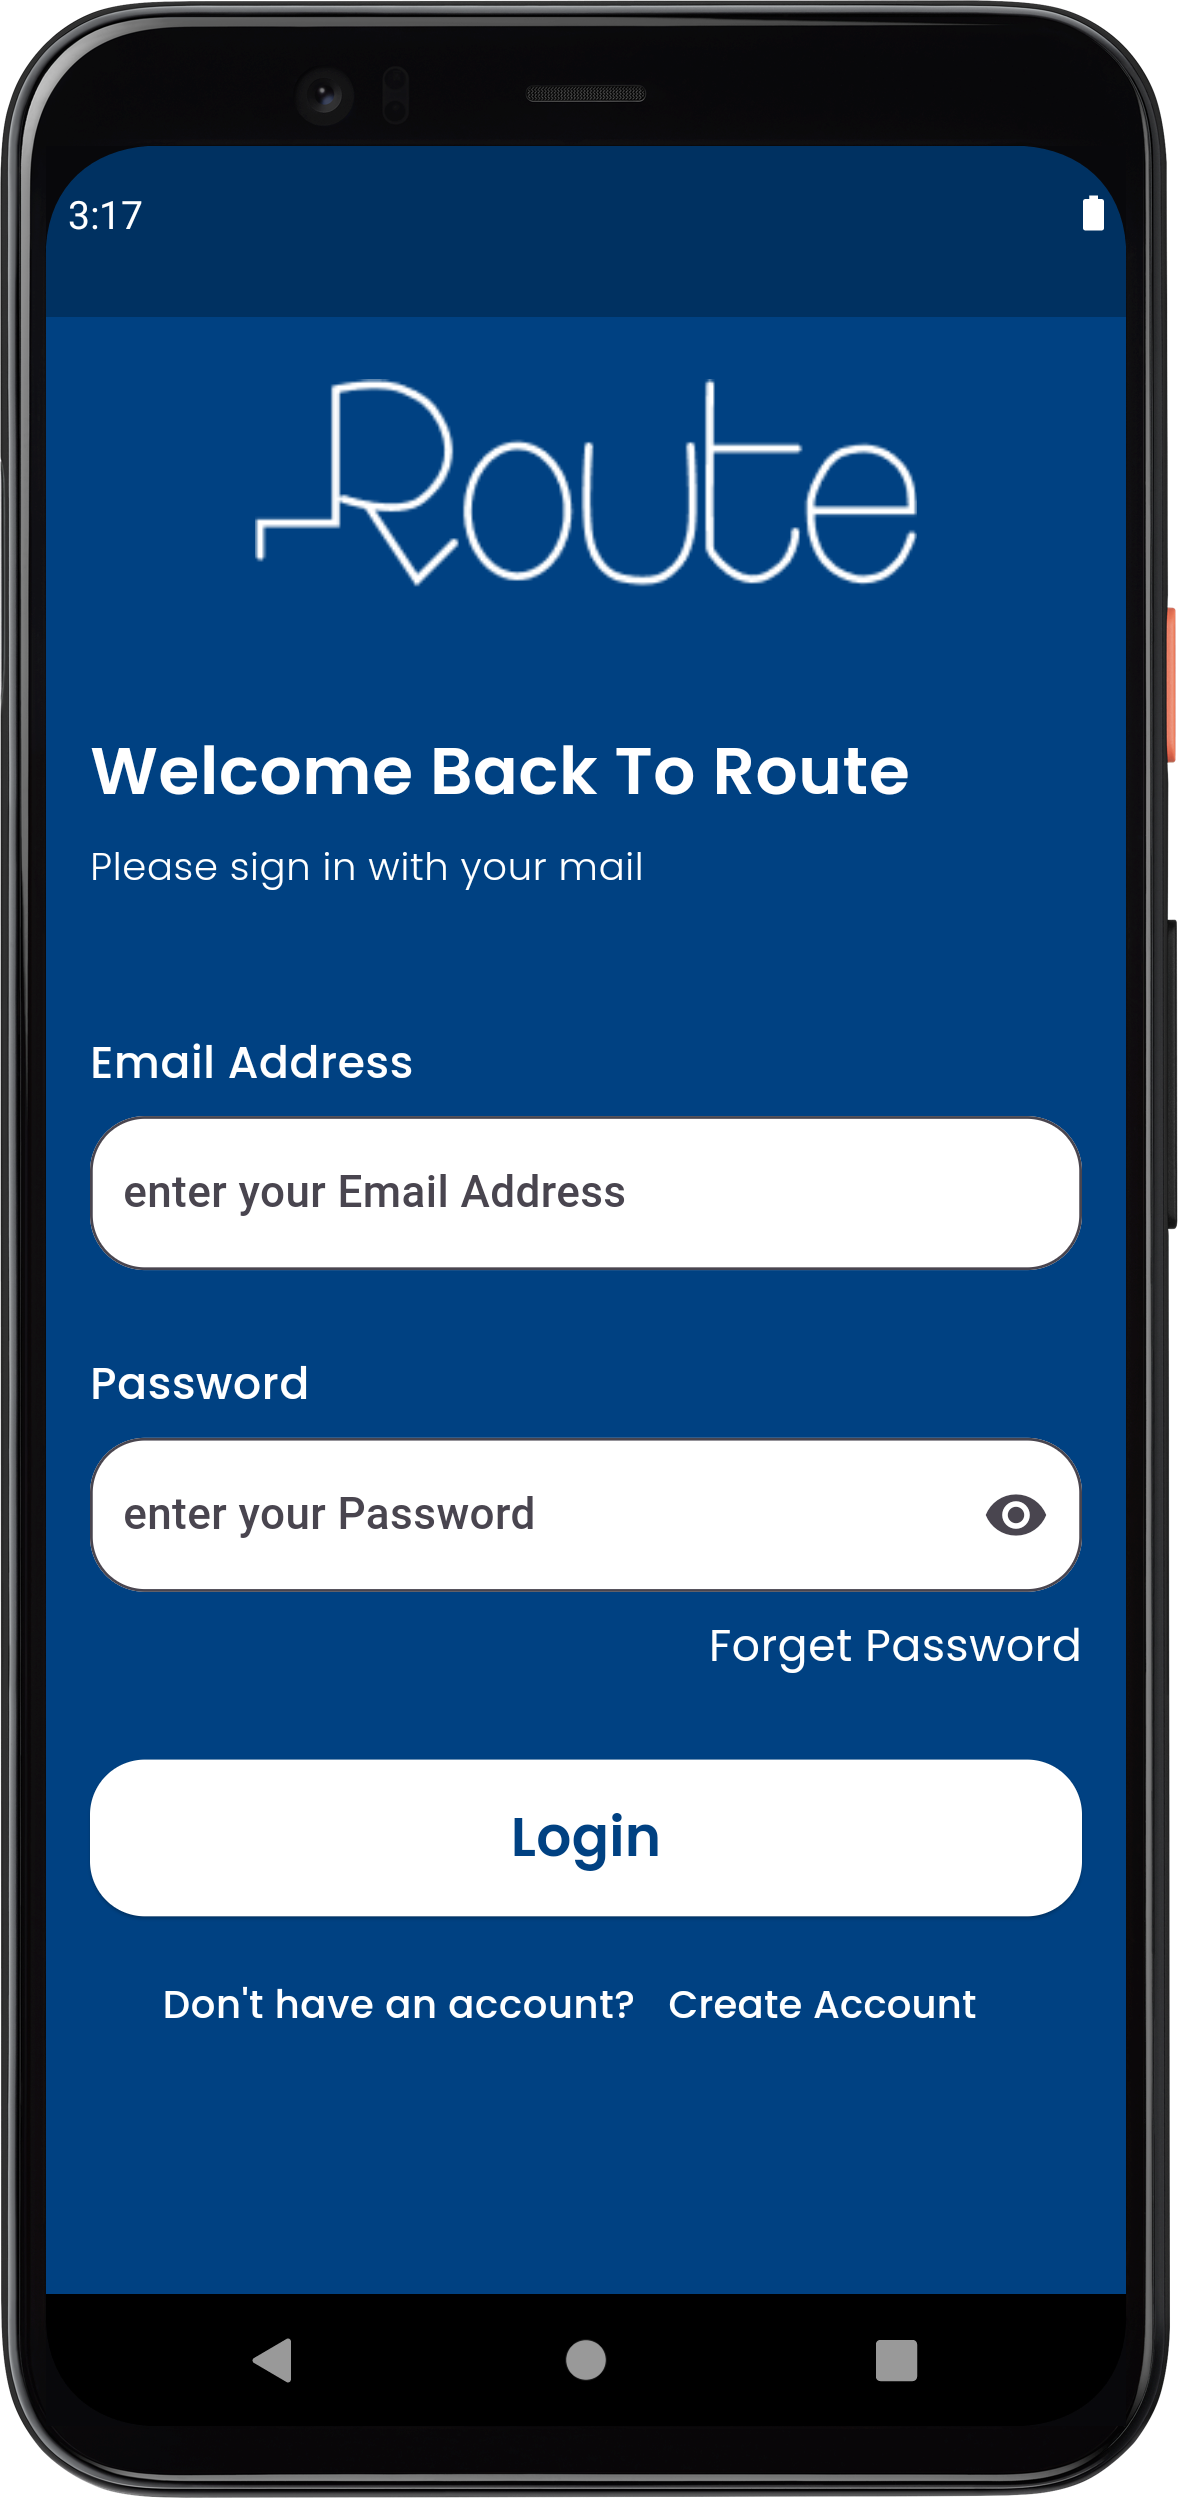 3:17
Route
Welcome Back To Route
Please sign in with your mail
Email Address
enter your Email Address
Password
enter your Password
Forget Password
Login
Don't have an account? Create Account